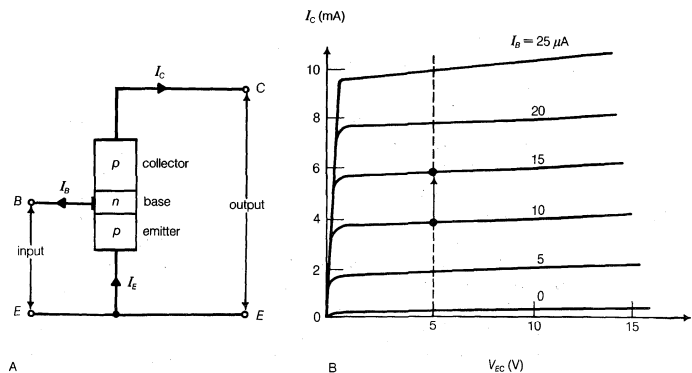 I_C
C
p
collector
I_B
B
n
base
output
p
emitter
input
I_E
E
E
A
I_C (mA)
I_B = 25 μA
10
20
8
15
6
10
4
5
2
0
0
5
10
15
B
V_EC (V)